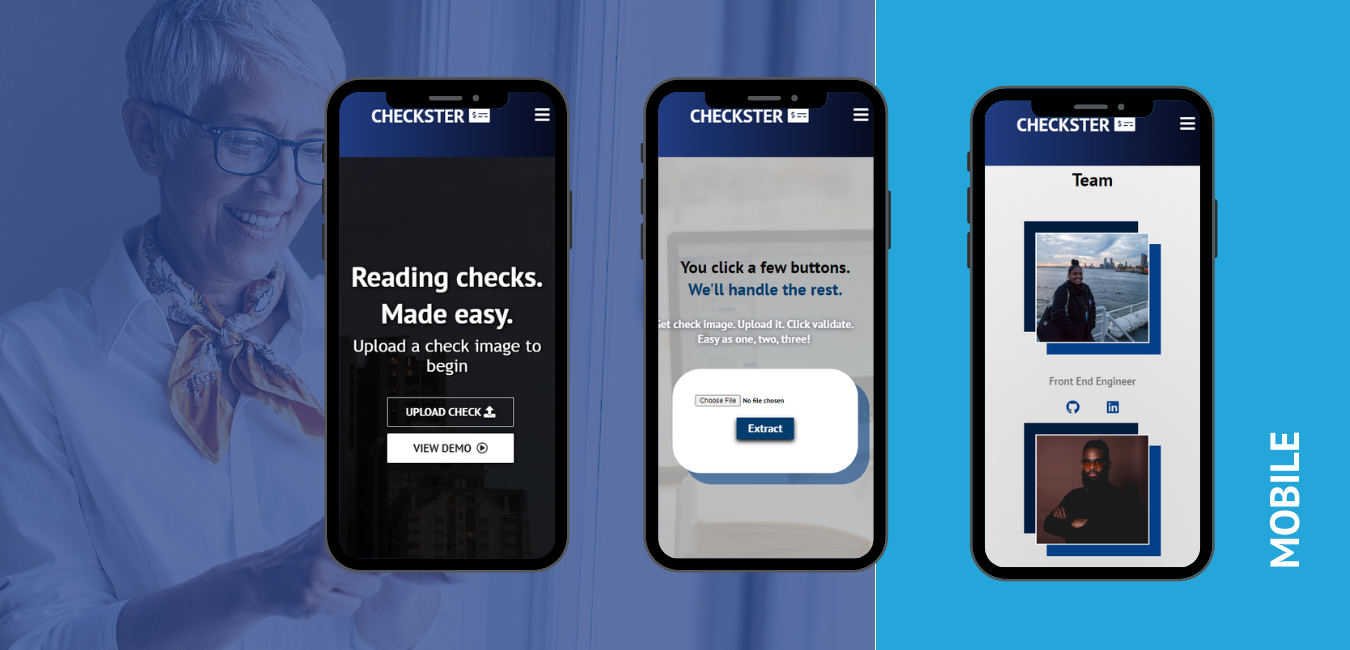 CHECKSTER
Reading checks.
Made easy.
Upload a check image to
begin
UPLOAD CHECK
VIEW DEMO
CHECKSTER
You click a few buttons.
We'll handle the rest.
Get check image. Upload it. Click validate.
Easy as one, two, three!
Choose File No file chosen
Extract
CHECKSTER
Team
Front End Engineer
in
MOBILE